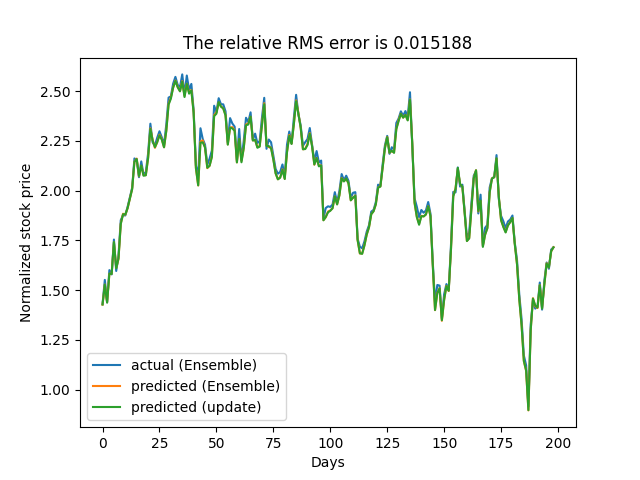 The relative RMS error is 0.015188
2.50
2.25
2.00
1.75
1.50
1.25
1.00
Normalized stock price
actual (Ensemble)
predicted (Ensemble)
predicted (update)
0 25 50 75 100 125 150 175 200
Days